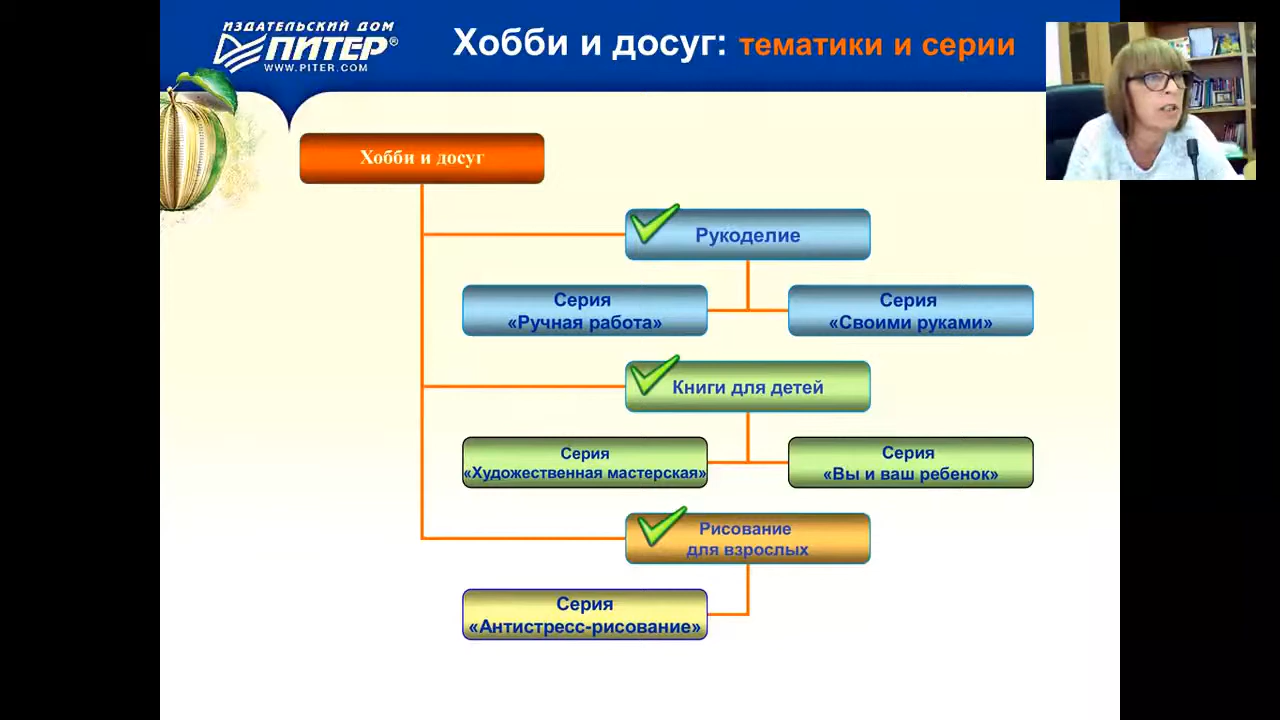 ИЗДАТЕЛЬСКИЙ ДОМ
ПИТЕР®
WWW.PITER.COM
Хобби и досуг: тематики и серии
Хобби и досуг
Рукоделие
Серия
«Ручная работа»
Серия
«Своими руками»
Книги для детей
Серия
«Художественная мастерская»
Серия
«Вы и ваш ребенок»
Рисование
для взрослых
Серия
«Антистресс-рисование»